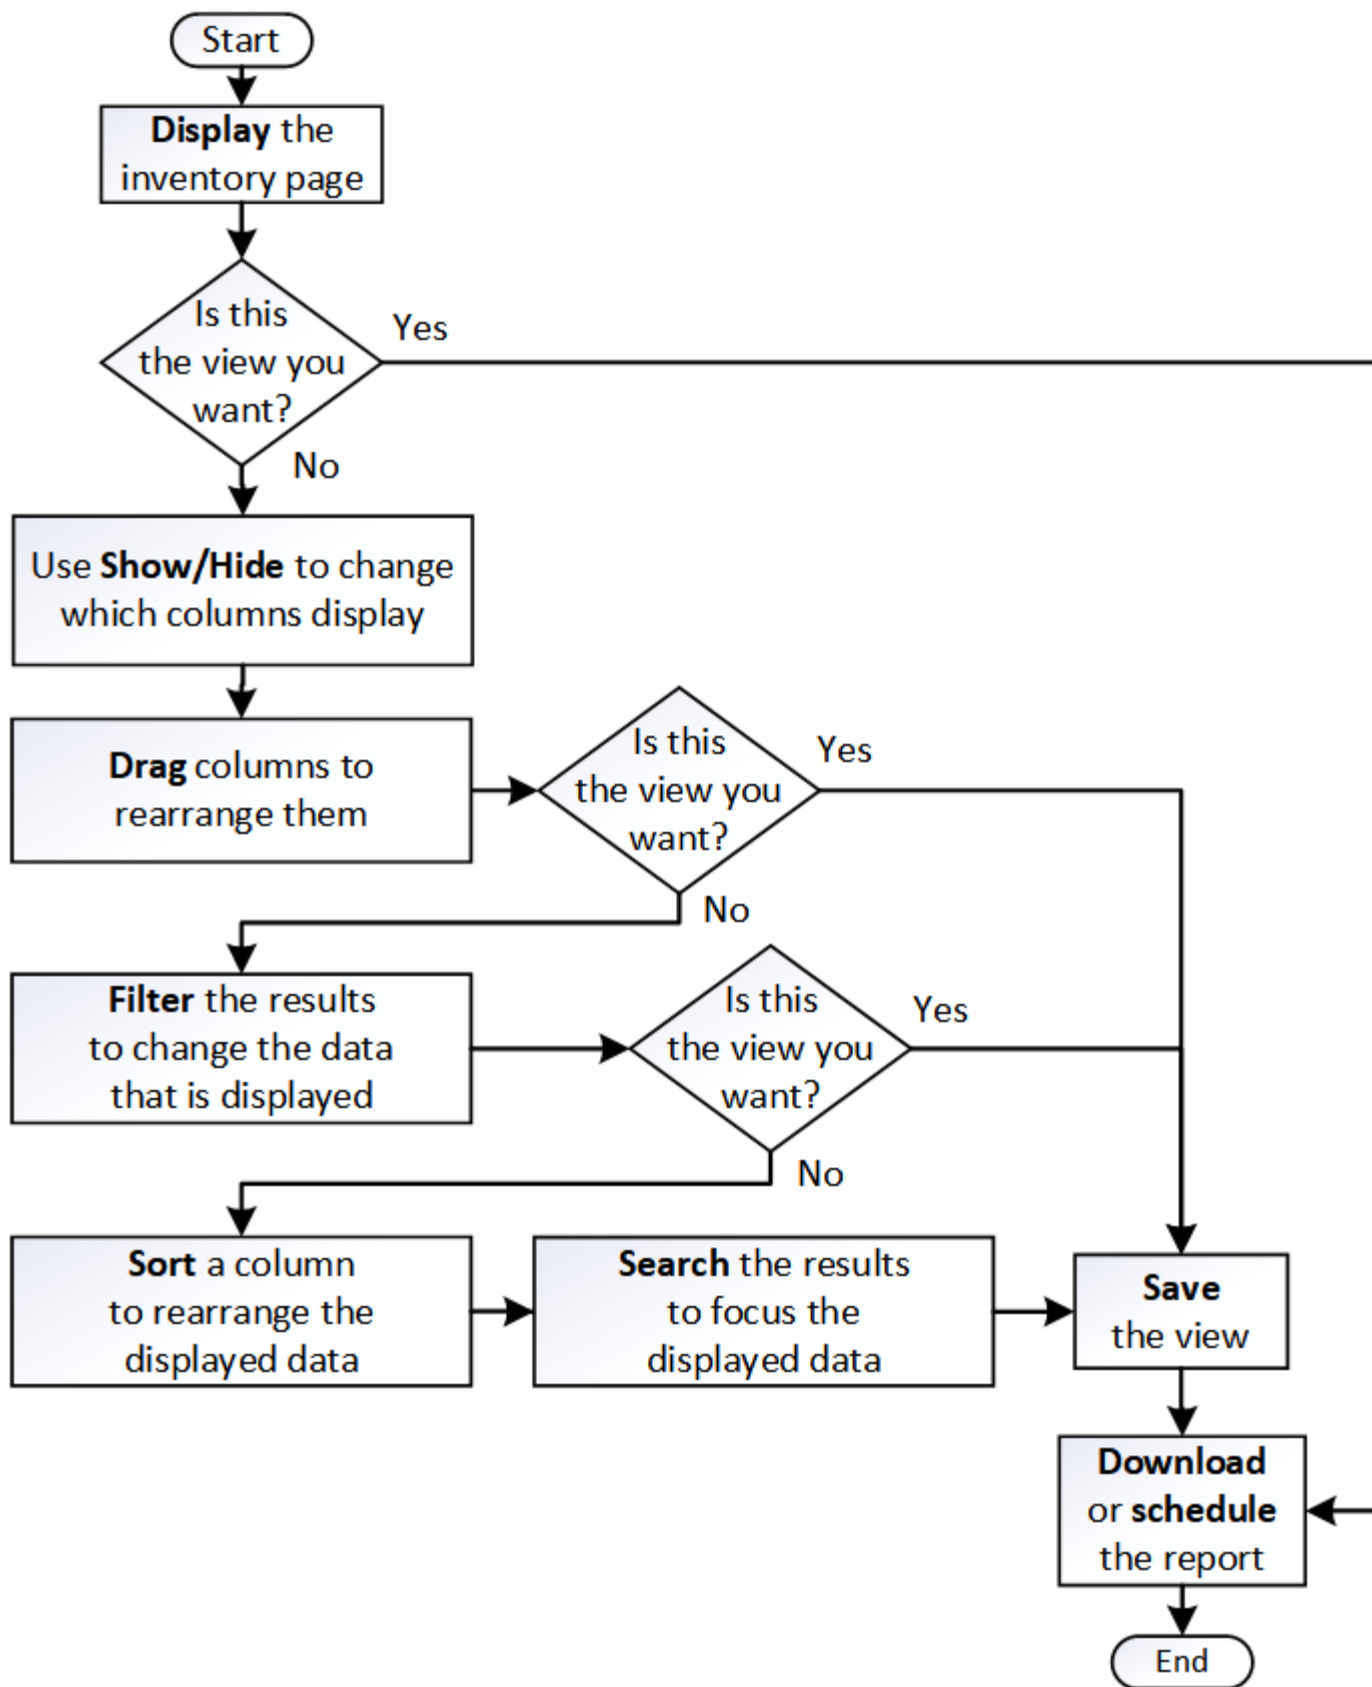 Start
Display the
inventory page
Is this
the view you
want?
Yes
No
Use Show/Hide to change
which columns display
Drag columns to
rearrange them
Is this
the view you
want?
Yes
No
Filter the results
to change the data
that is displayed
Is this
the view you
want?
Yes
No
Sort a column
to rearrange the
displayed data
Search the results
to focus the
displayed data
Save
the view
Download
or schedule
the report
End